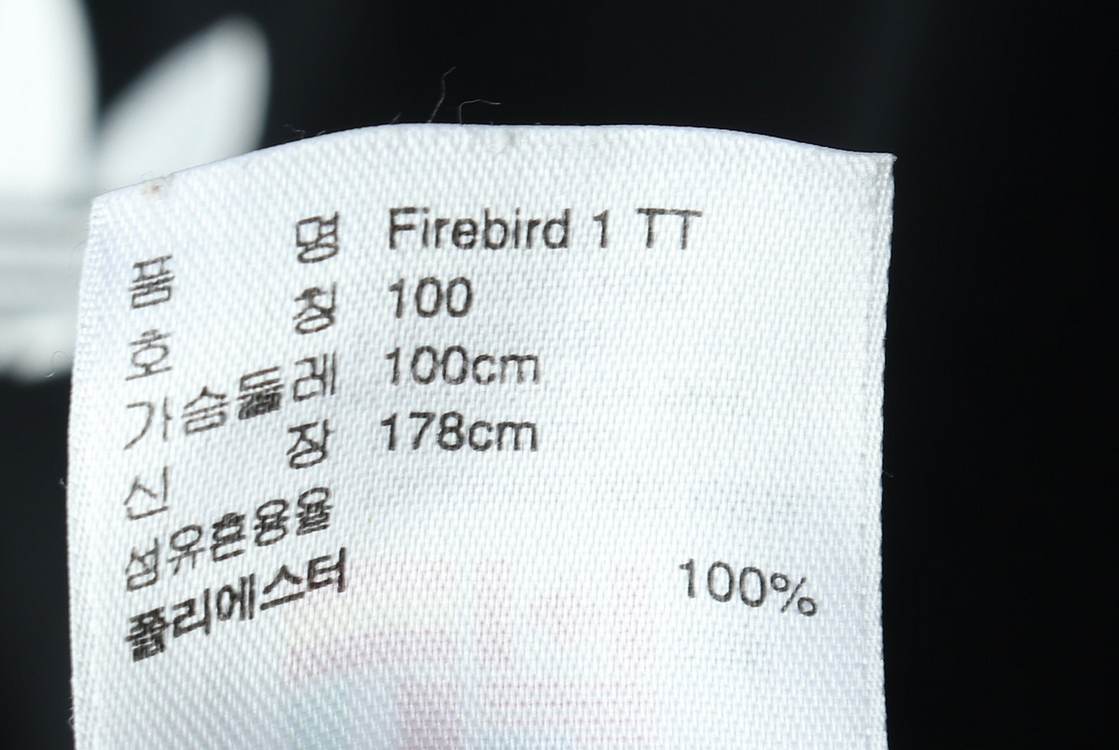 품 명 Firebird 1 TT
호 칭 100
가슴둘레 100cm
신 장 178cm
섬유혼용율
폴리에스터 100%